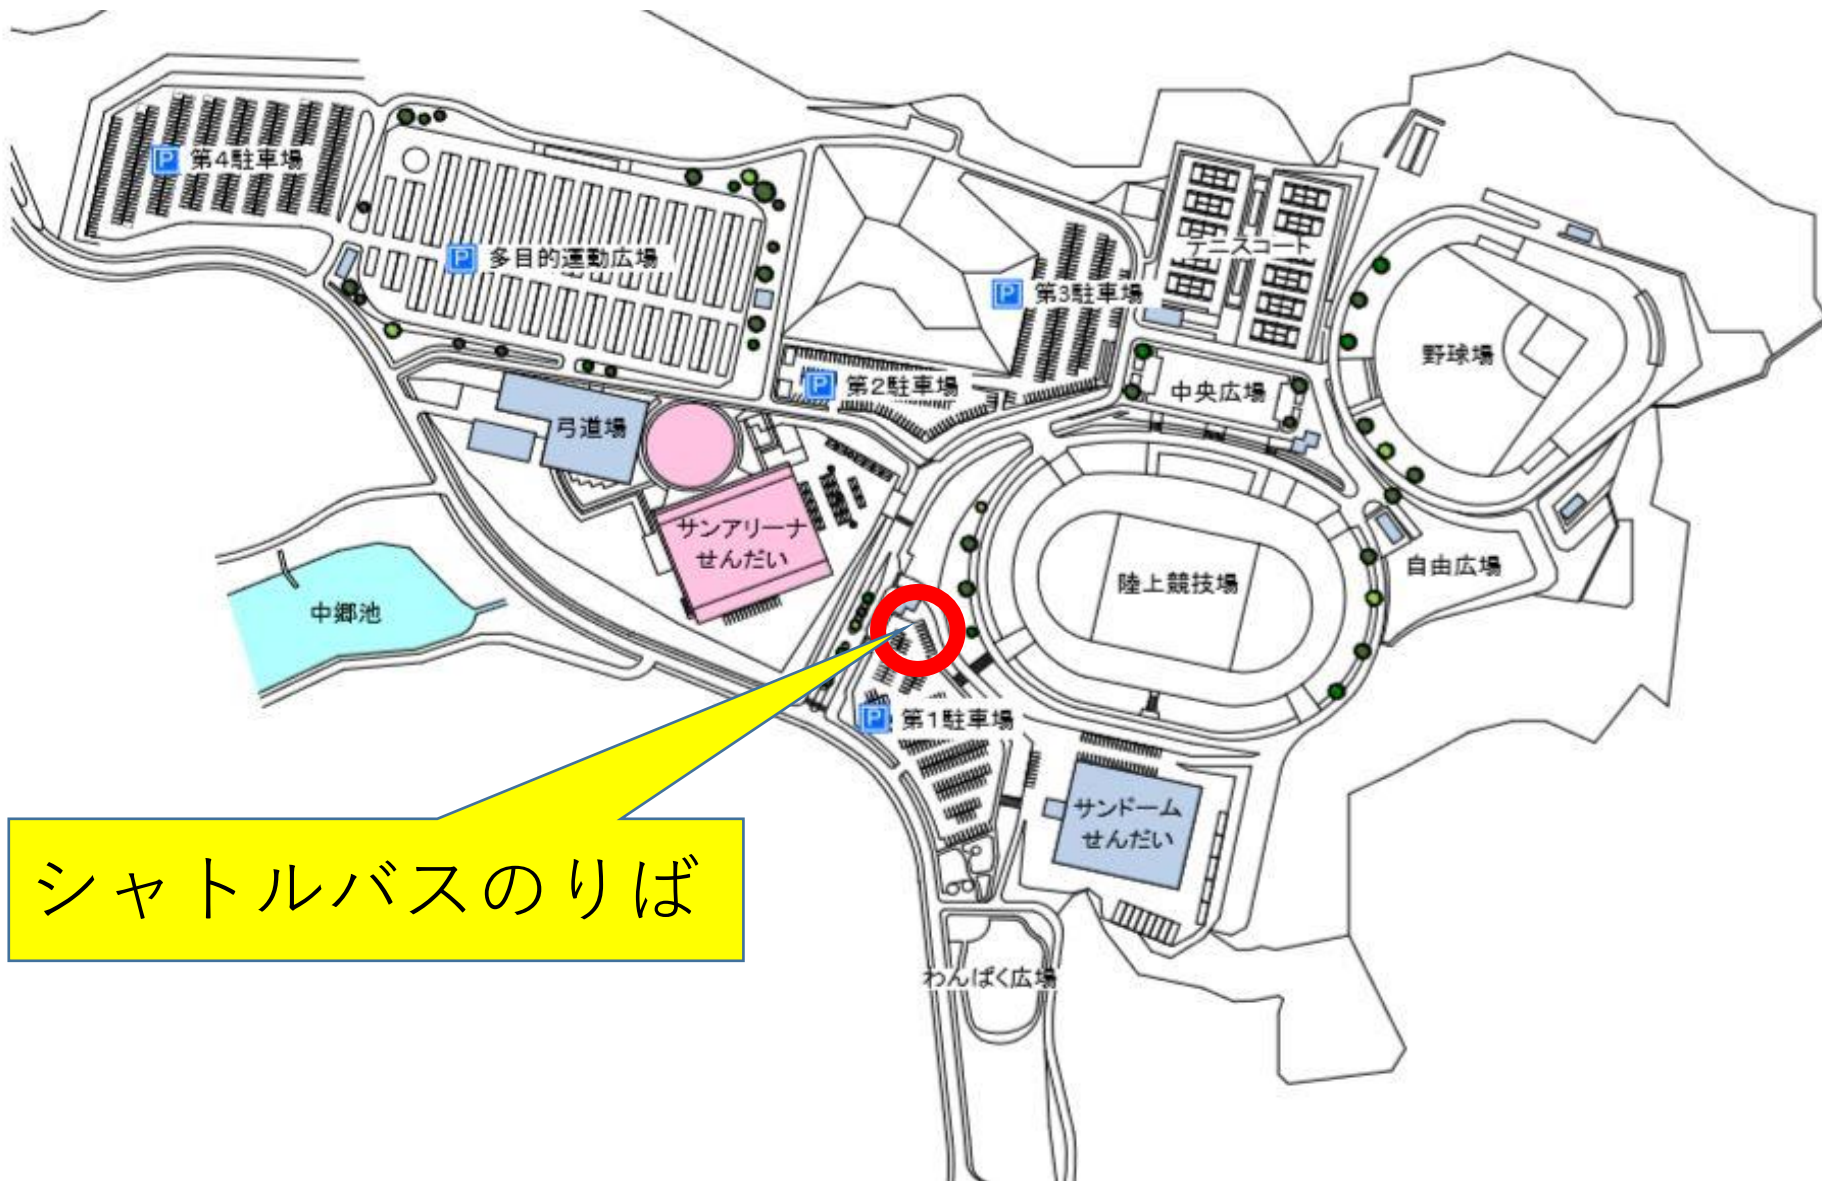 P 第4駐車場
P 多目的運動広場
テニスコート
P 第3駐車場
野球場
P 第2駐車場
中央広場
弓道場
サンアリーナ
せんだい
自由広場
陸上競技場
中郷池
P 第1駐車場
サンドーム
せんだい
シャトルバスのりば
わんぱく広場